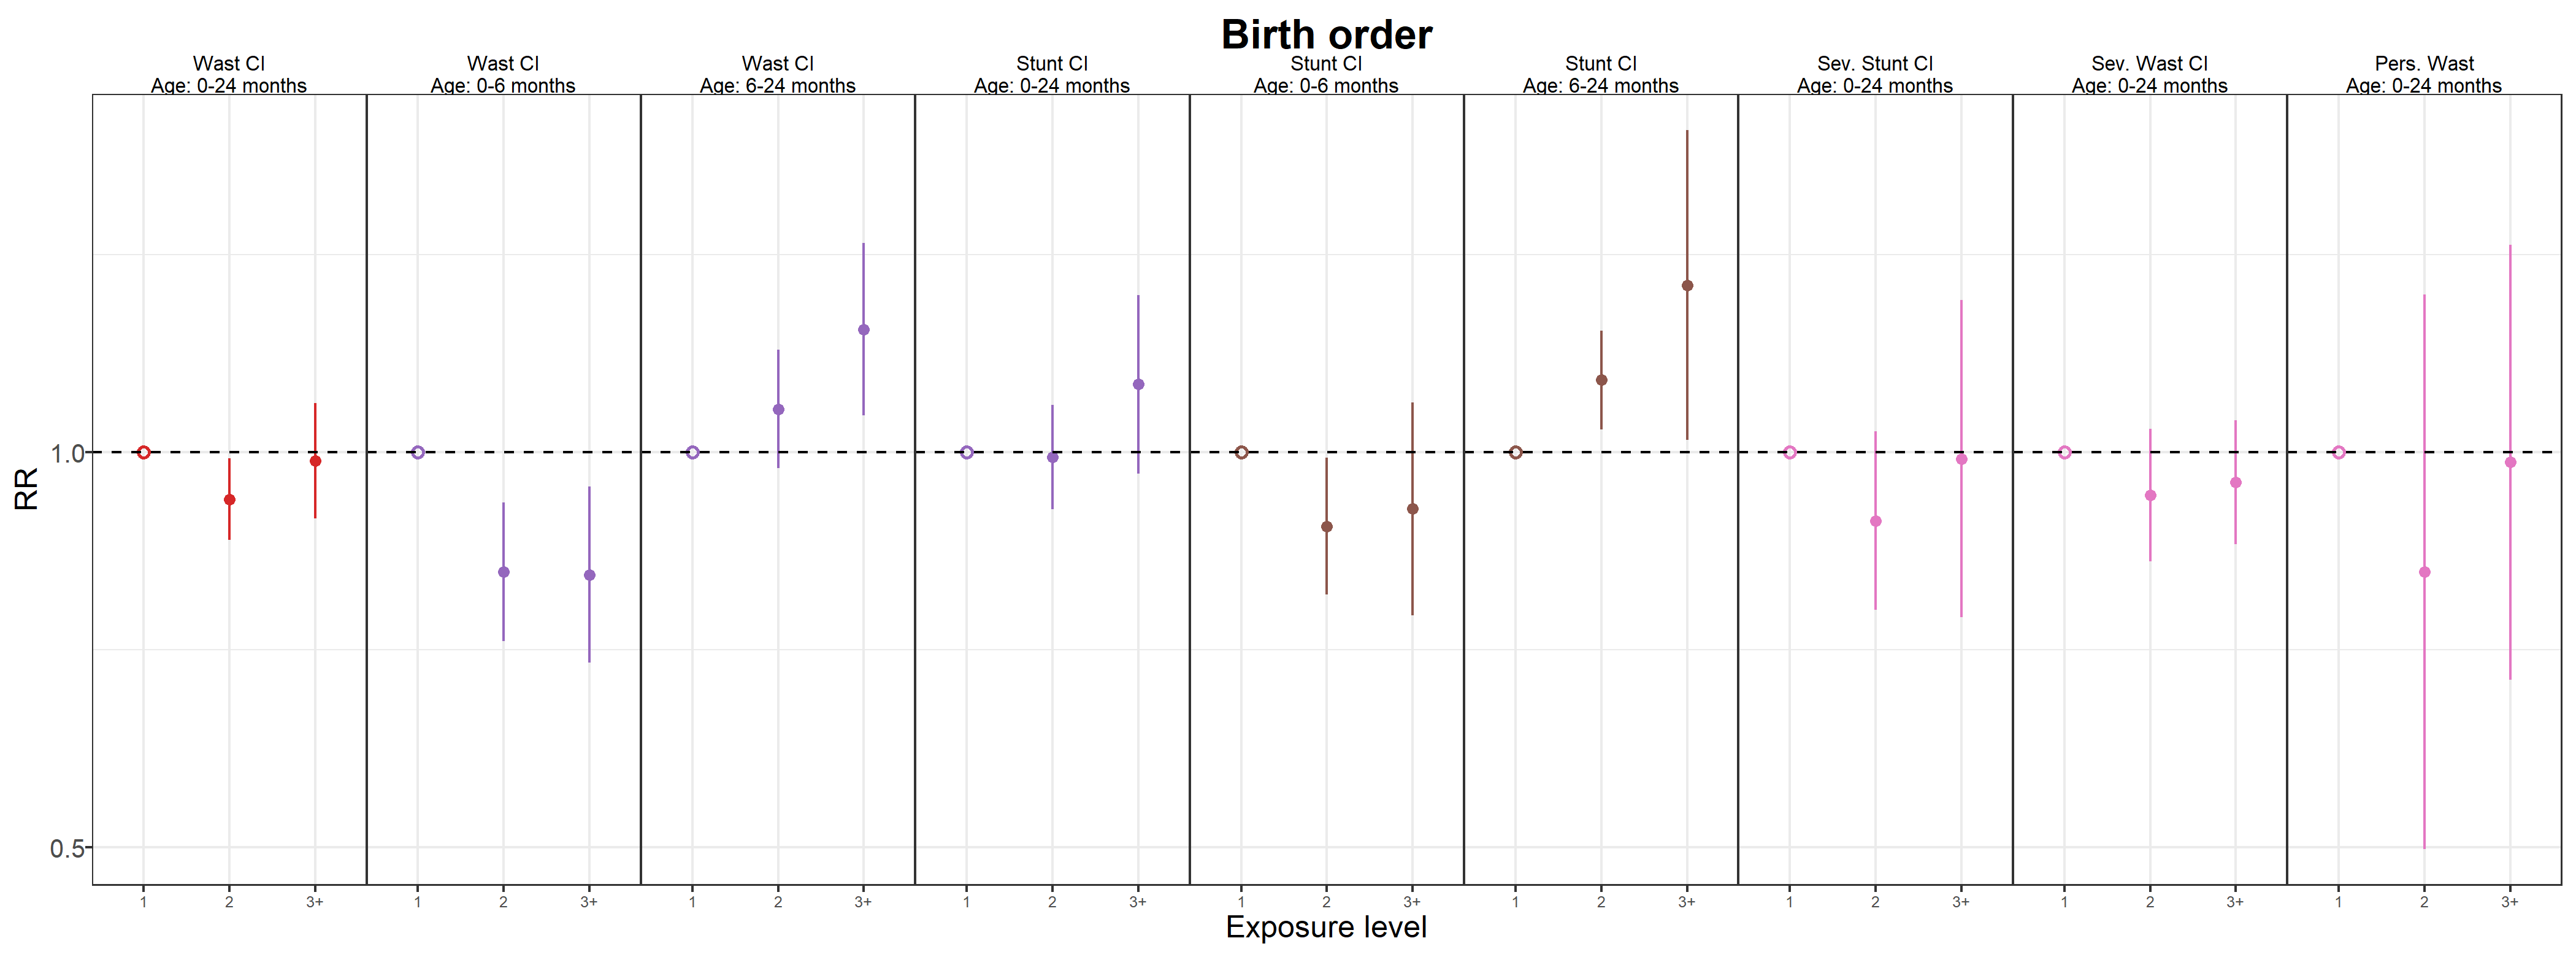 Birth order
Wast CI
Age: 0-24 months
Wast CI
Age: 0-6 months
Wast CI
Age: 6-24 months
Stunt CI
Age: 0-24 months
Stunt CI
Age: 0-6 months
Stunt CI
Age: 6-24 months
Sev. Stunt CI
Age: 0-24 months
Sev. Wast CI
Age: 0-24 months
Pers. Wast
Age: 0-24 months
RR
1.0
0.5
1 2 3+ 1 2 3+ 1 2 3+ 1 2 3+ 1 2 3+ 1 2 3+ 1 2 3+ 1 2 3+ 1 2 3+
Exposure level